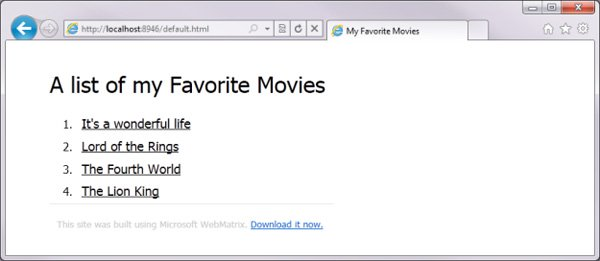 http://localhost:8946/default.html
My Favorite Movies
A list of my Favorite Movies
1. It's a wonderful life
2. Lord of the Rings
3. The Fourth World
4. The Lion King
This site was built using Microsoft WebMatrix. Download it now.